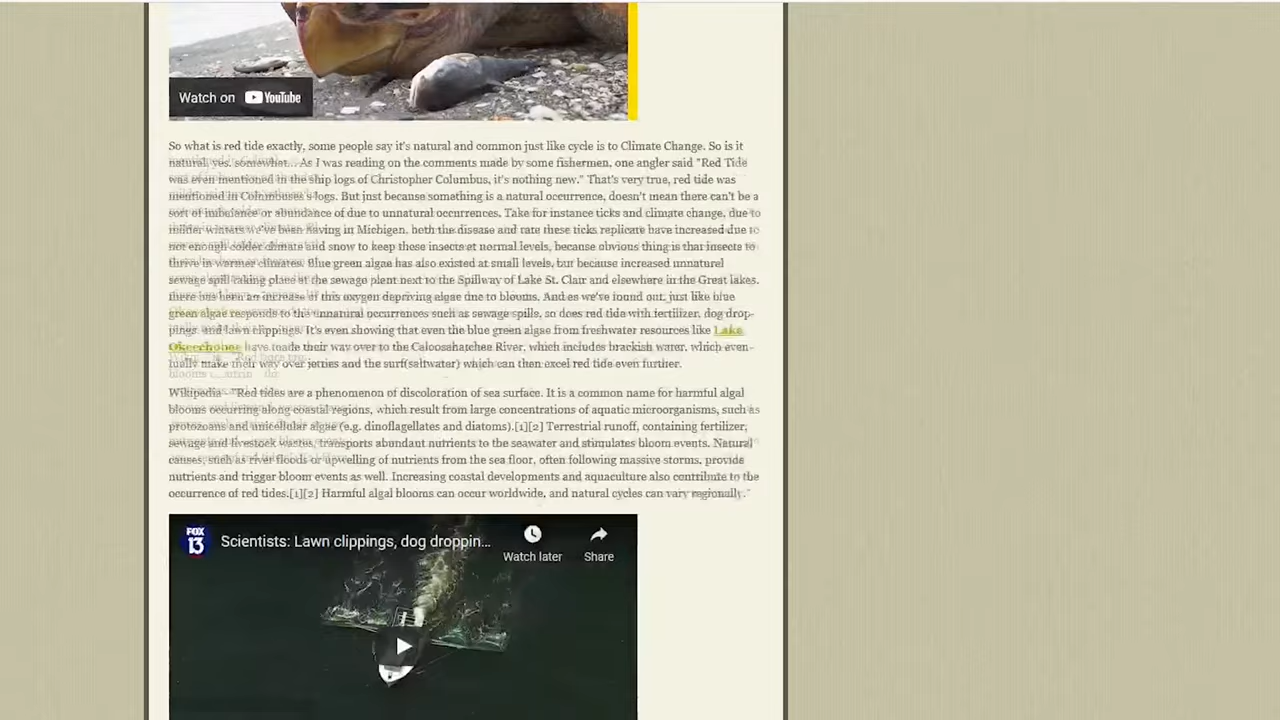 Watch on YouTube
So what is red tide exactly, some people say it's natural and common just like cycle is to Climate Change. So is it
natural, yes, somewhat... As I was reading on the comments made by some fishermen, one angler said "Red Tide
was even mentioned in the ship logs of Christopher Columbus, it's nothing new." That's very true, red tide was
mentioned in Columbuses logs. But just because something is a natural occurrence, doesn't mean there can't be a
sort of imbalance or abundance of due to unnatural occurrences. Take for instance ticks and climate change, due to
milder winters we've been having in Michigan, both the disease and rate these ticks replicate have increased due to
not enough colder climate and snow to keep these insects at normal levels, because obvious thing is that insects
thrive in warmer climates. Blue green algae has also existed at small levels, but because increased unnatural
sewage spill taking place at the sewage plant next to the Spillway of Lake St. Clair and elsewhere in the Great lakes,
there has been an increase of this oxygen depriving algae due to blooms. And as we've found out, just like blue
green algae responds to the unnatural occurrences such as sewage spills, so does red tide with fertilizer, dog drop-
pings and lawn clippings. It's even showing that even the blue green algae from freshwater resources like Lake
Okeechobee have made their way over to the Caloosahatchee River, which includes brackish water, which even-
tually make their way over jetties and the surf(saltwater) which can then excel red tide even further.
Wikipedia - "Red tides are a phenomenon of discoloration of sea surface. It is a common name for harmful algal
blooms occurring along coastal regions, which result from large concentrations of aquatic microorganisms, such as
protozoans and unicellular algae (e.g. dinoflagellates and diatoms).[1][2] Terrestrial runoff, containing fertilizer,
sewage and livestock wastes, transports abundant nutrients to the seawater and stimulates bloom events. Natural
causes, such as river floods or upwelling of nutrients from the sea floor, often following massive storms, provide
nutrients and trigger bloom events as well. Increasing coastal developments and aquaculture also contribute to the
occurrence of red tides.[1][2] Harmful algal blooms can occur worldwide, and natural cycles can vary regionally."
FOX 13
Scientists: Lawn clippings, dog droppin...
Watch later
Share